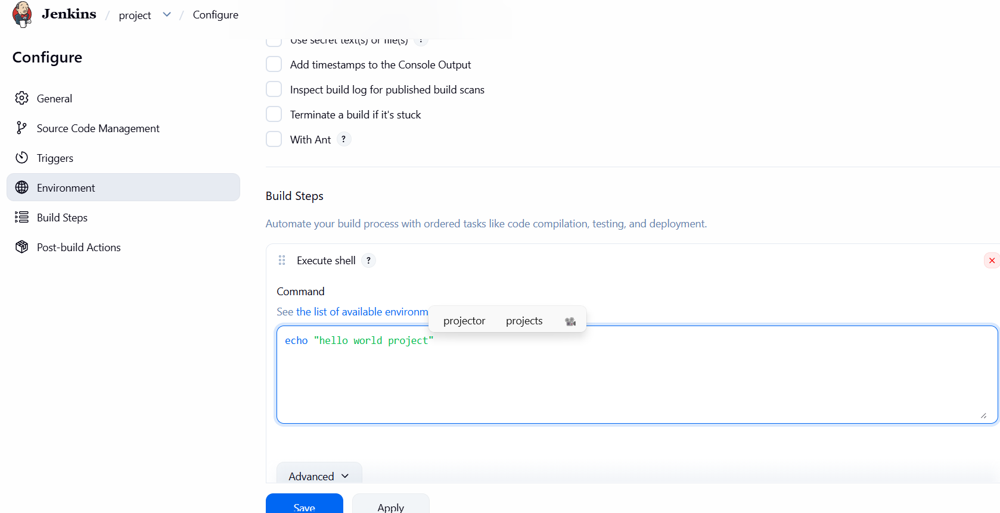 Jenkins / project / Configure
Configure
General
Source Code Management
Triggers
Environment
Build Steps
Post-build Actions
Use secret text(s) or file(s) ?
Add timestamps to the Console Output
Inspect build log for published build scans
Terminate a build if it's stuck
With Ant ?
Build Steps
Automate your build process with ordered tasks like code compilation, testing, and deployment.
Execute shell ?
Command
See the list of available environm
projector projects
echo "hello world project"
Advanced
Save Apply